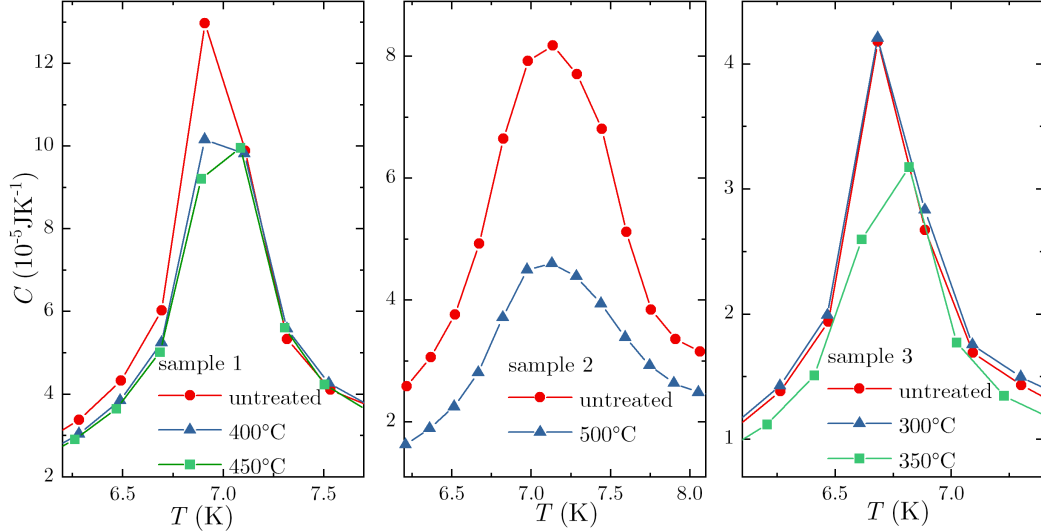 C (10⁻⁵JK⁻¹)
12
10
8
6
4
2
sample 1
untreated
400°C
450°C
6.5 7.0 7.5
T (K)
8
6
4
2
sample 2
untreated
500°C
6.5 7.0 7.5 8.0
T (K)
4
3
2
1
sample 3
untreated
300°C
350°C
6.5 7.0
T (K)